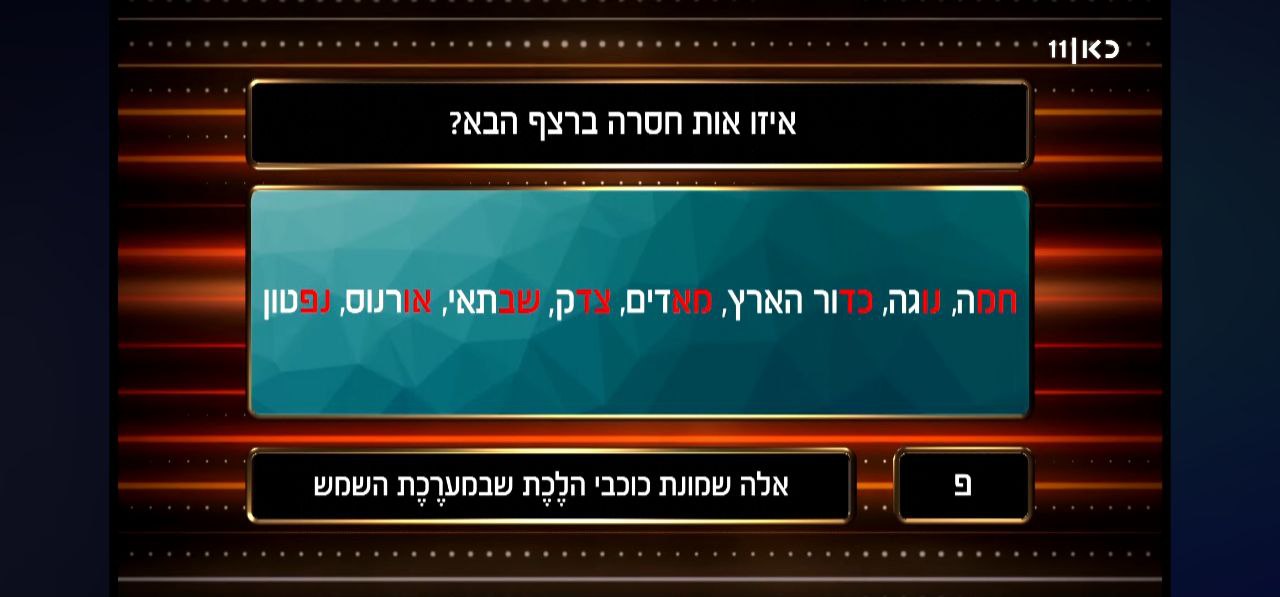 כאן|11
איזו אות חסרה ברצף הבא?
חמה, נוגה, כדור הארץ, מאדים, צדק, שבתאי, אורנוס, נפטון
פ
אלה שמונת כוכבי הלֶכֶת שבמערֶכֶת השמש